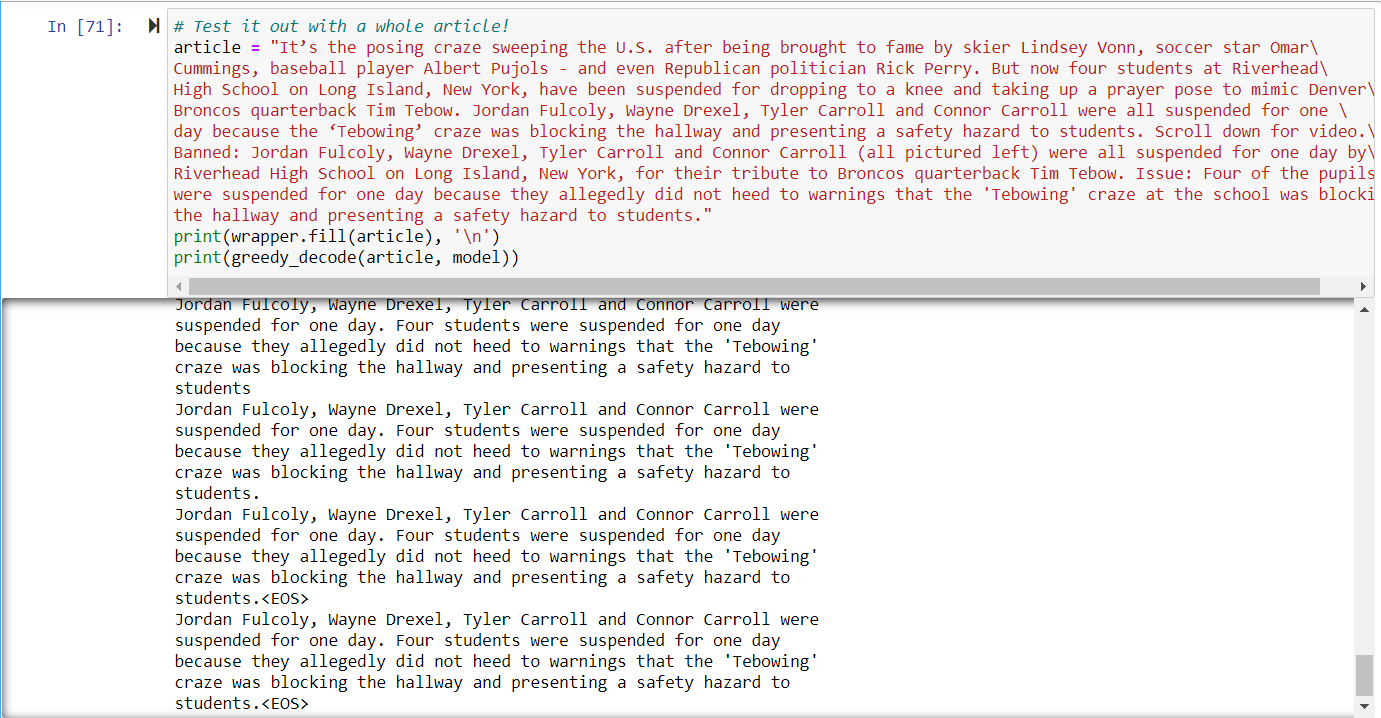 In [71]:
# Test it out with a whole article!
article = "It’s the posing craze sweeping the U.S. after being brought to fame by skier Lindsey Vonn, soccer star Omar\
Cummings, baseball player Albert Pujols - and even Republican politician Rick Perry. But now four students at Riverhead\
High School on Long Island, New York, have been suspended for dropping to a knee and taking up a prayer pose to mimic Denver\
Broncos quarterback Tim Tebow. Jordan Fulcoly, Wayne Drexel, Tyler Carroll and Connor Carroll were all suspended for one \
day because the ‘Tebowing’ craze was blocking the hallway and presenting a safety hazard to students. Scroll down for video.\
Banned: Jordan Fulcoly, Wayne Drexel, Tyler Carroll and Connor Carroll (all pictured left) were all suspended for one day by\
Riverhead High School on Long Island, New York, for their tribute to Broncos quarterback Tim Tebow. Issue: Four of the pupils
were suspended for one day because they allegedly did not heed to warnings that the 'Tebowing' craze at the school was blocki
the hallway and presenting a safety hazard to students."
print(wrapper.fill(article), '\n')
print(greedy_decode(article, model))
Jordan Fulcoly, Wayne Drexel, Tyler Carroll and Connor Carroll were
suspended for one day. Four students were suspended for one day
because they allegedly did not heed to warnings that the 'Tebowing'
craze was blocking the hallway and presenting a safety hazard to
students
Jordan Fulcoly, Wayne Drexel, Tyler Carroll and Connor Carroll were
suspended for one day. Four students were suspended for one day
because they allegedly did not heed to warnings that the 'Tebowing'
craze was blocking the hallway and presenting a safety hazard to
students.
Jordan Fulcoly, Wayne Drexel, Tyler Carroll and Connor Carroll were
suspended for one day. Four students were suspended for one day
because they allegedly did not heed to warnings that the 'Tebowing'
craze was blocking the hallway and presenting a safety hazard to
students.<EOS>
Jordan Fulcoly, Wayne Drexel, Tyler Carroll and Connor Carroll were
suspended for one day. Four students were suspended for one day
because they allegedly did not heed to warnings that the 'Tebowing'
craze was blocking the hallway and presenting a safety hazard to
students.<EOS>